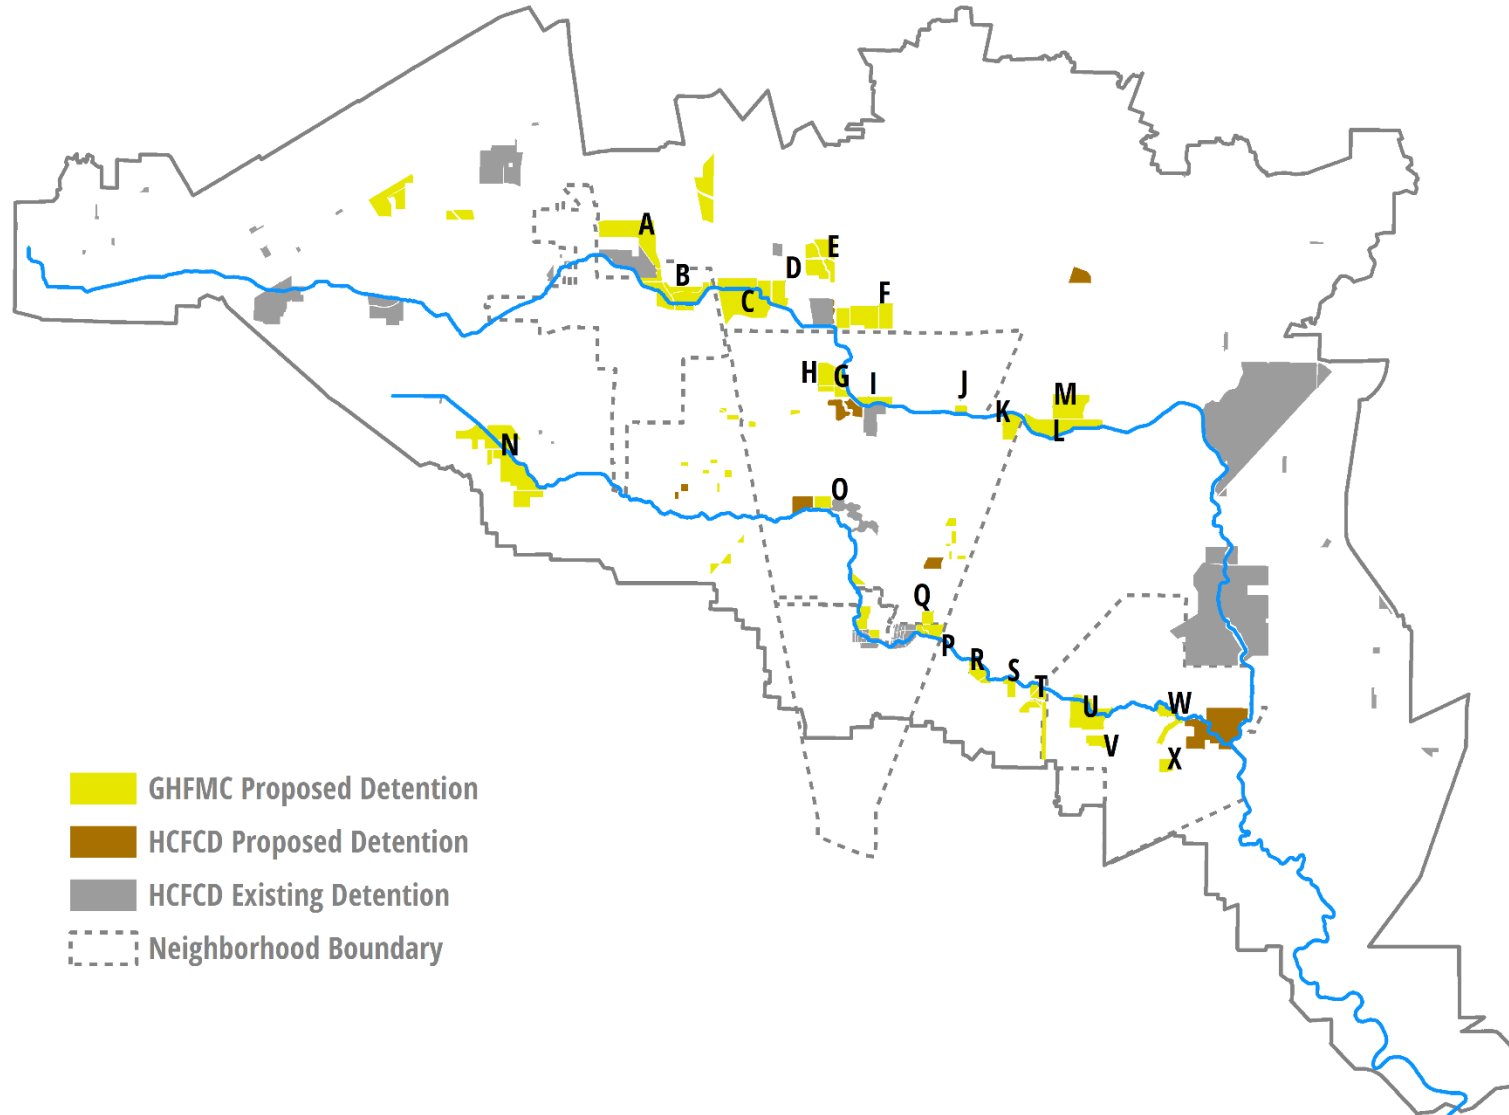 A
B
C
D
E
F
H
G
I
J
K
M
L
N
O
Q
P
R
S
T
U
V
W
X
GHFMC Proposed Detention
HCFCD Proposed Detention
HCFCD Existing Detention
Neighborhood Boundary